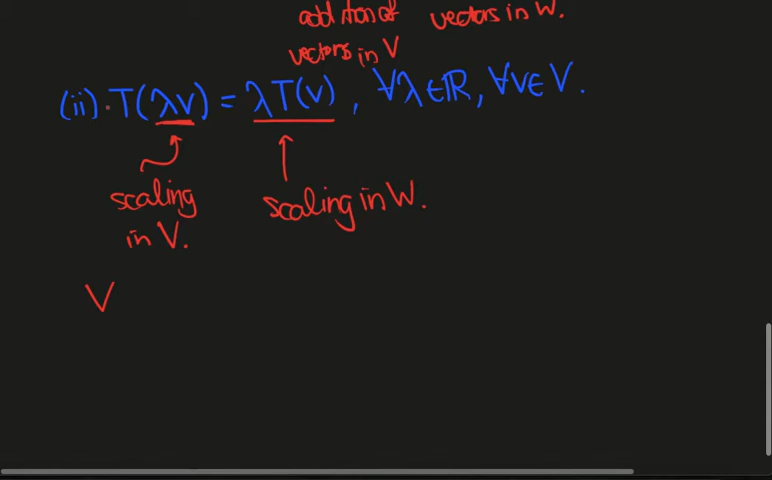 addition of vectors in W.
vectors in V
(ii) · T(λv) = λT(v), ∀λ∈ℝ, ∀v∈V.
scaling scaling in W.
in V.
V